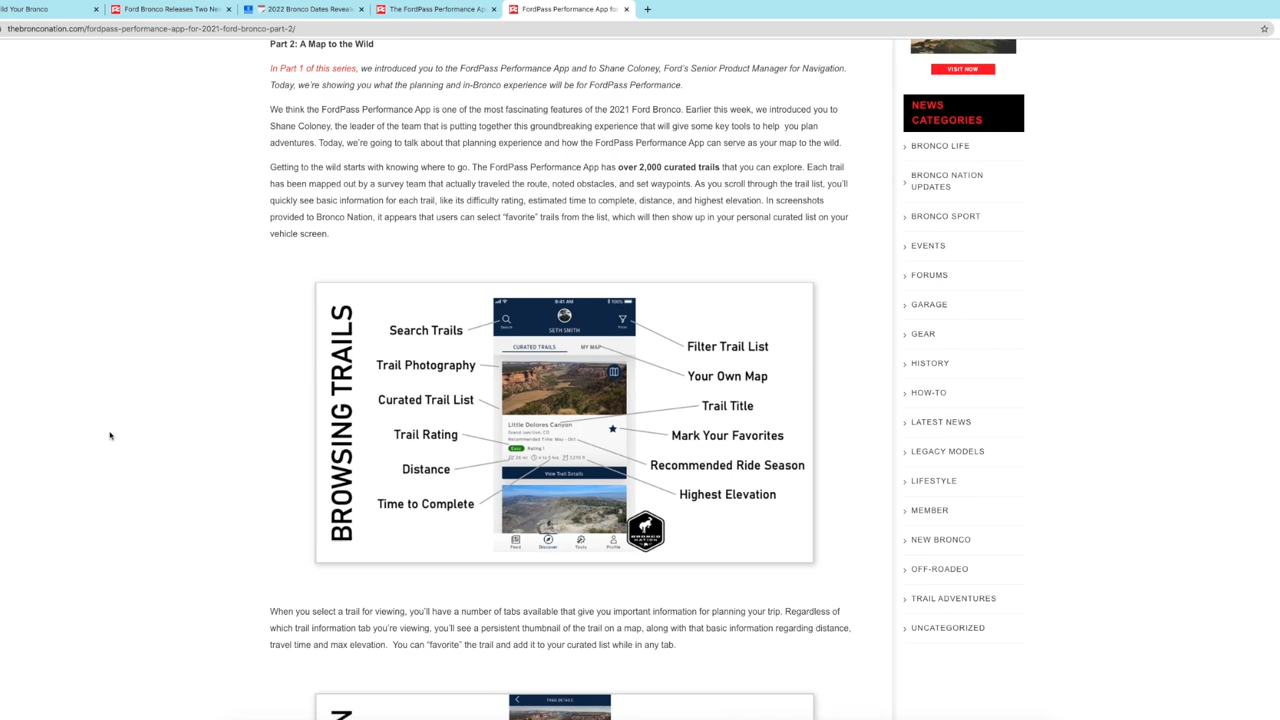 ld Your Bronco
Ford Bronco Releases Two Ne
2022 Bronco Dates Reveale
The FordPass Performance Ap
FordPass Performance App fo
thebronconation.com/fordpass-performance-app-for-2021-ford-bronco-part-2/
Part 2: A Map to the Wild
In Part 1 of this series, we introduced you to the FordPass Performance App and to Shane Coloney, Ford's Senior Product Manager for Navigation.
Today, we're showing you what the planning and in-Bronco experience will be for FordPass Performance.
We think the FordPass Performance App is one of the most fascinating features of the 2021 Ford Bronco. Earlier this week, we introduced you to
Shane Coloney, the leader of the team that is putting together this groundbreaking experience that will give some key tools to help you plan
adventures. Today, we're going to talk about that planning experience and how the FordPass Performance App can serve as your map to the wild.
Getting to the wild starts with knowing where to go. The FordPass Performance App has over 2,000 curated trails that you can explore. Each trail
has been mapped out by a survey team that actually traveled the route, noted obstacles, and set waypoints. As you scroll through the trail list, you'll
quickly see basic information for each trail, like its difficulty rating, estimated time to complete, distance, and highest elevation. In screenshots
provided to Bronco Nation, it appears that users can select "favorite" trails from the list, which will then show up in your personal curated list on your
vehicle screen.
BROWSING TRAILS
Search Trails
Trail Photography
Curated Trail List
Trail Rating
Distance
Time to Complete
9:41 AM
100%
Search
SETH SMITH
Filter
CURATED TRAILS
MY MAP
Little Dolores Canyon
Grand Junction, CO
Recommended Time: May - Oct
Easy Rating 1
View Trail Details
Feed
Discover
Tools
Profile
BRONCO NATION
Filter Trail List
Your Own Map
Trail Title
Mark Your Favorites
Recommended Ride Season
Highest Elevation
When you select a trail for viewing, you'll have a number of tabs available that give you important information for planning your trip. Regardless of
which trail information tab you're viewing, you'll see a persistent thumbnail of the trail on a map, along with that basic information regarding distance,
travel time and max elevation. You can "favorite" the trail and add it to your curated list while in any tab.
TRAIL DETAILS
VISIT NOW
NEWS
CATEGORIES
BRONCO LIFE
BRONCO NATION
UPDATES
BRONCO SPORT
EVENTS
FORUMS
GARAGE
GEAR
HISTORY
HOW-TO
LATEST NEWS
LEGACY MODELS
LIFESTYLE
MEMBER
NEW BRONCO
OFF-ROADEO
TRAIL ADVENTURES
UNCATEGORIZED